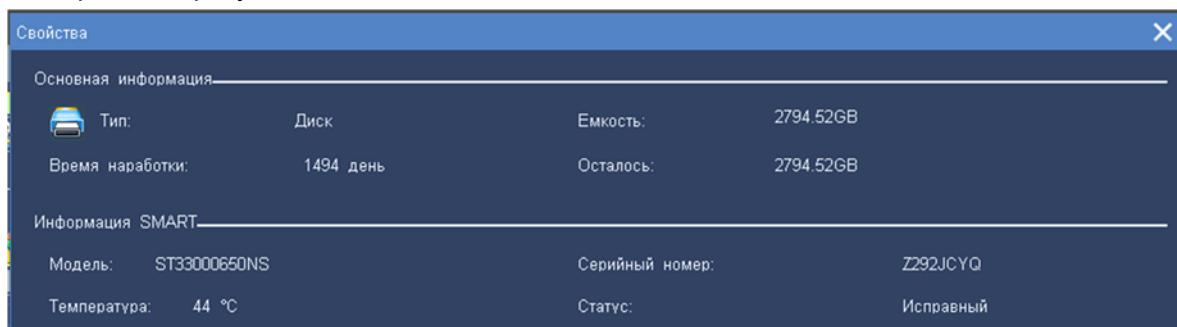 Свойства
Основная информация
Тип: Диск Емкость: 2794.52GB
Время наработки: 1494 день Осталось: 2794.52GB
Информация SMART
Модель: ST33000650NS Серийный номер: Z292JCYQ
Температура: 44 °C Статус: Исправный